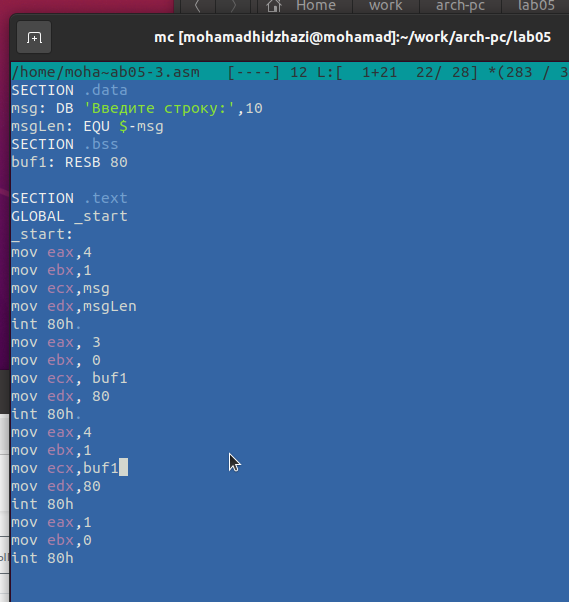 Home work arch-pc lab05
mc [mohamadhidzhazi@mohamad]:~/work/arch-pc/lab05
/home/moha~ab05-3.asm [----] 12 L:[ 1+21 22/ 28] *(283 / 3
SECTION .data
msg: DB 'Введите строку:',10
msgLen: EQU $-msg
SECTION .bss
buf1: RESB 80
SECTION .text
GLOBAL _start
_start:
mov eax,4
mov ebx,1
mov ecx,msg
mov edx,msgLen
int 80h.
mov eax, 3
mov ebx, 0
mov ecx, buf1
mov edx, 80
int 80h.
mov eax,4
mov ebx,1
mov ecx,buf1
mov edx,80
int 80h
mov eax,1
mov ebx,0
int 80h